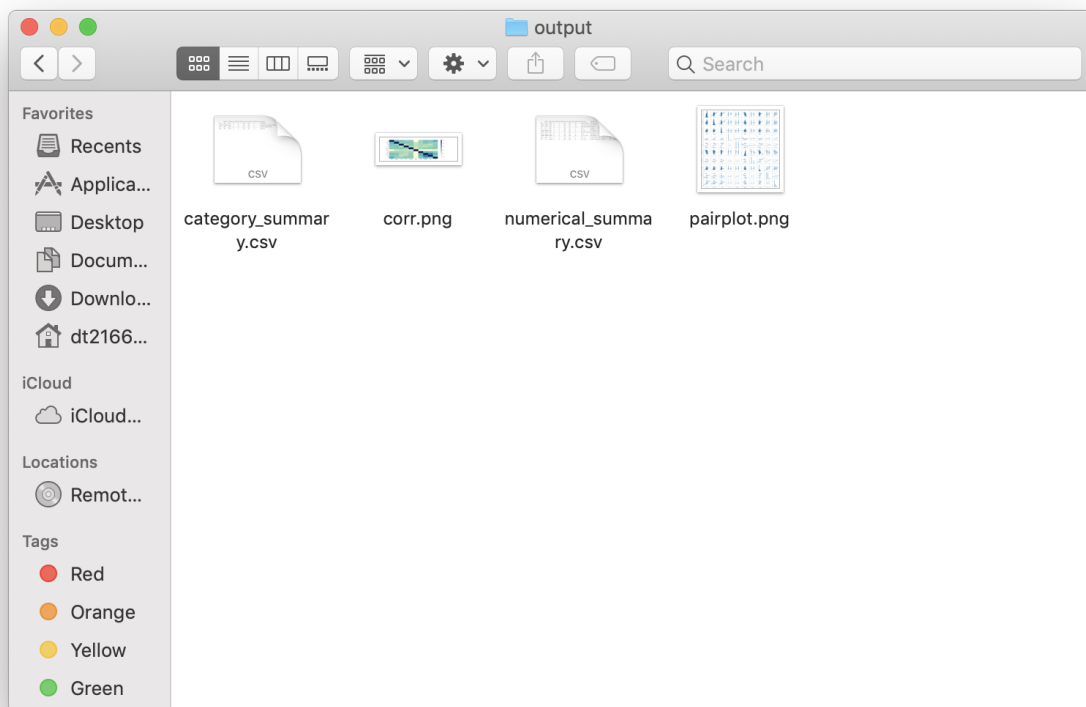 output
Search
Favorites
Recents
Applica...
Desktop
Docum...
Downlo...
dt2166...
iCloud
iCloud...
Locations
Remot...
Tags
Red
Orange
Yellow
Green
CSV
category_summar
y.csv
corr.png
CSV
numerical_summa
ry.csv
pairplot.png